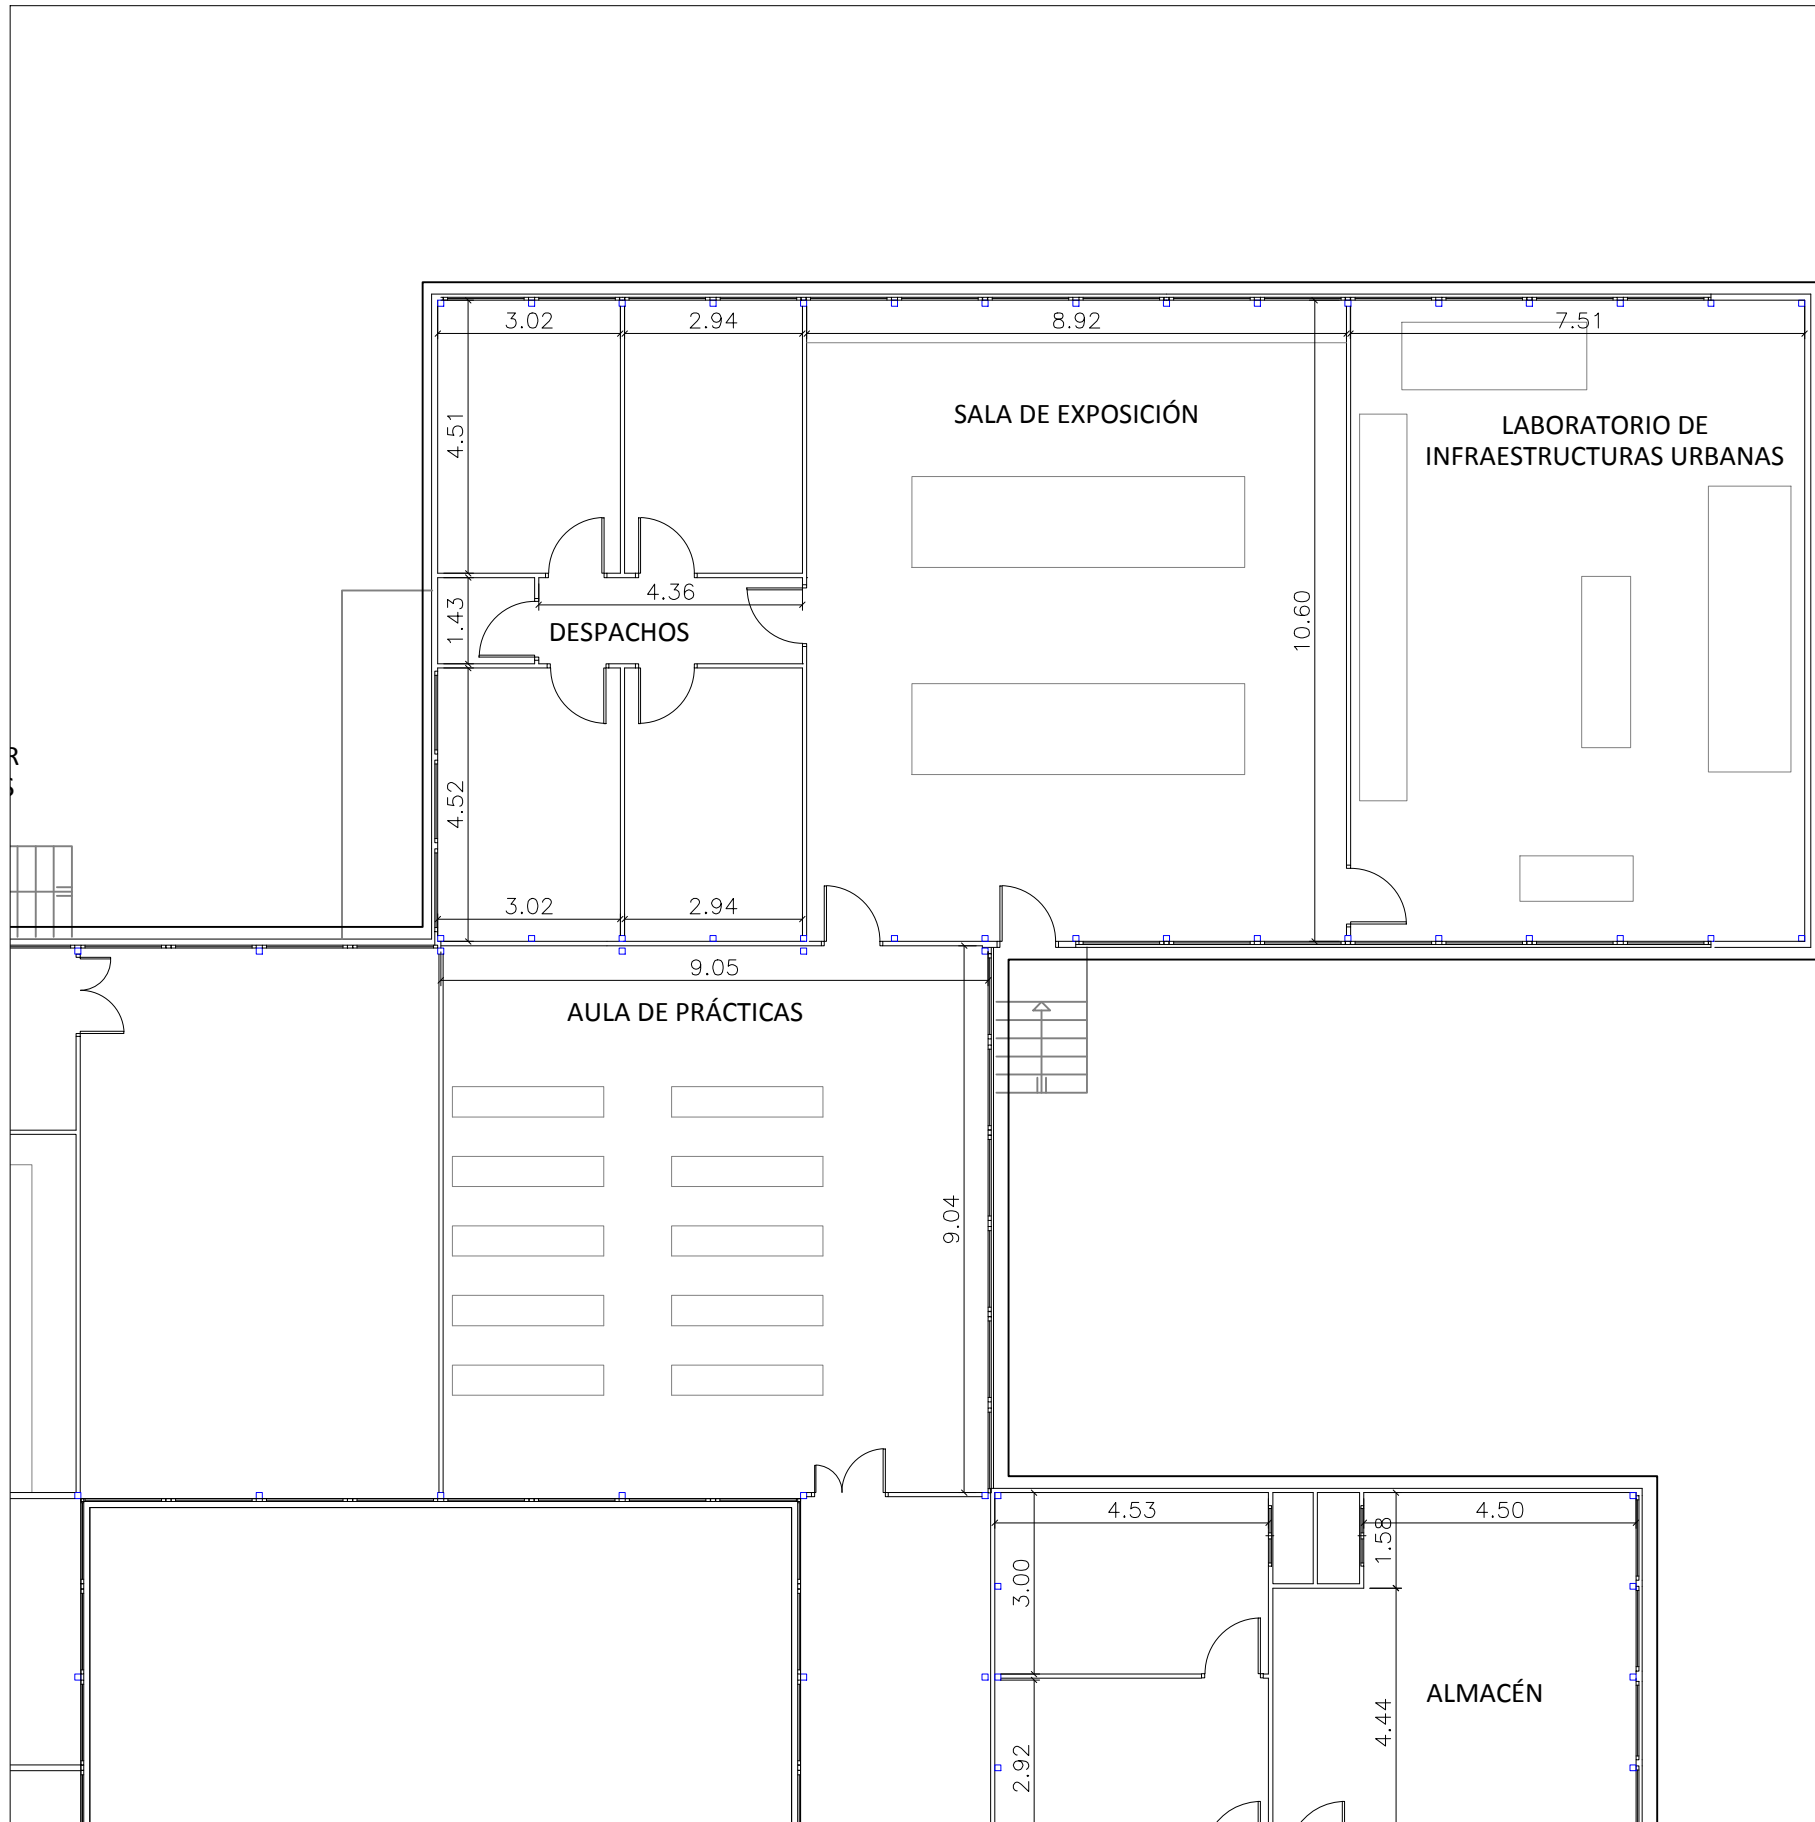 3.02
2.94
8.92
7.51
4.51
SALA DE EXPOSICIÓN
LABORATORIO DE
INFRAESTRUCTURAS URBANAS
1.43
4.36
DESPACHOS
10.60
R
4.52
3.02
2.94
9.05
AULA DE PRÁCTICAS
9.04
4.53
1.58
4.50
3.00
ALMACÉN
4.44
2.92